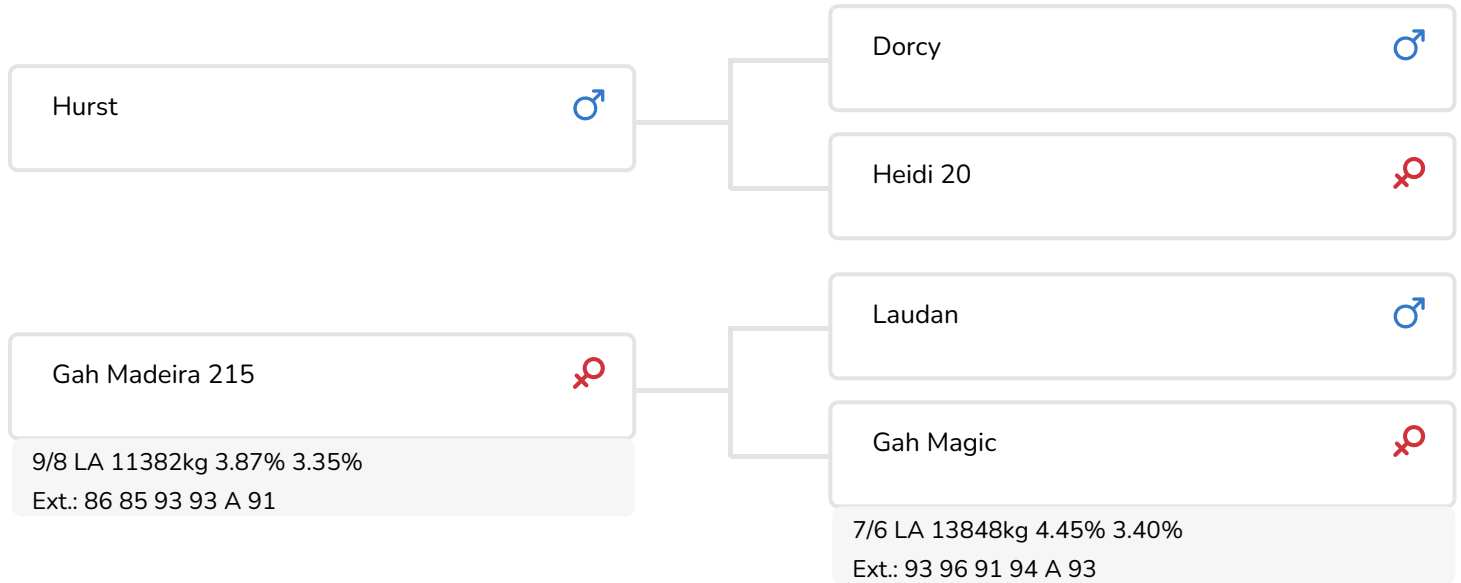 Dorcy
Hurst
Heidi 20
Laudan
Gah Madeira 215
9/8 LA 11382kg 3.87% 3.35%
Ext.: 86 85 93 93 A 91
Gah Magic
7/6 LA 13848kg 4.45% 3.40%
Ext.: 93 96 91 94 A 93